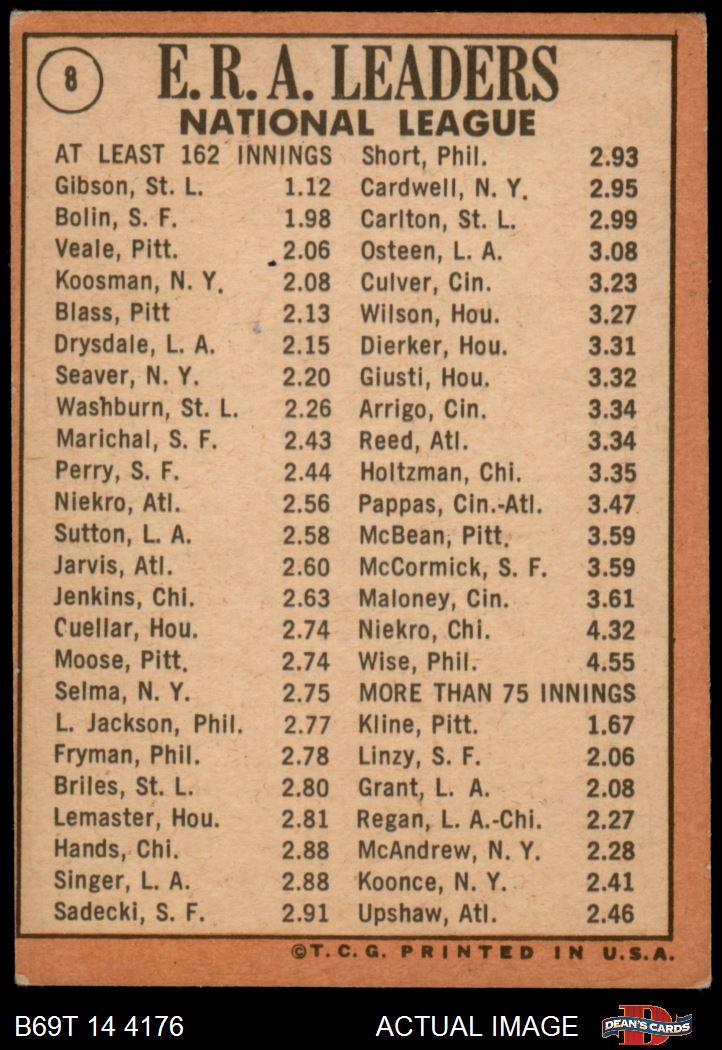 8
E. R. A. LEADERS
NATIONAL LEAGUE
AT LEAST 162 INNINGS
Gibson, St. L. 1.12
Bolin, S. F. 1.98
Veale, Pitt. 2.06
Koosman, N. Y. 2.08
Blass, Pitt 2.13
Drysdale, L. A. 2.15
Seaver, N. Y. 2.20
Washburn, St. L. 2.26
Marichal, S. F. 2.43
Perry, S. F. 2.44
Niekro, Atl. 2.56
Sutton, L. A. 2.58
Jarvis, Atl. 2.60
Jenkins, Chi. 2.63
Cuellar, Hou. 2.74
Moose, Pitt. 2.74
Selma, N. Y. 2.75
L. Jackson, Phil. 2.77
Fryman, Phil. 2.78
Briles, St. L. 2.80
Lemaster, Hou. 2.81
Hands, Chi. 2.88
Singer, L. A. 2.88
Sadecki, S. F. 2.91
Short, Phil. 2.93
Cardwell, N. Y. 2.95
Carlton, St. L. 2.99
Osteen, L. A. 3.08
Culver, Cin. 3.23
Wilson, Hou. 3.27
Dierker, Hou. 3.31
Giusti, Hou. 3.32
Arrigo, Cin. 3.34
Reed, Atl. 3.34
Holtzman, Chi. 3.35
Pappas, Cin.-Atl. 3.47
McBean, Pitt. 3.59
McCormick, S. F. 3.59
Maloney, Cin. 3.61
Niekro, Chi. 4.32
Wise, Phil. 4.55
MORE THAN 75 INNINGS
Kline, Pitt. 1.67
Linzy, S. F. 2.06
Grant, L. A. 2.08
Regan, L. A.-Chi. 2.27
McAndrew, N. Y. 2.28
Koonce, N. Y. 2.41
Upshaw, Atl. 2.46
©T. C. G. PRINTED IN U.S.A.
B69T 14 4176
ACTUAL IMAGE
D
DEAN'S CARDS